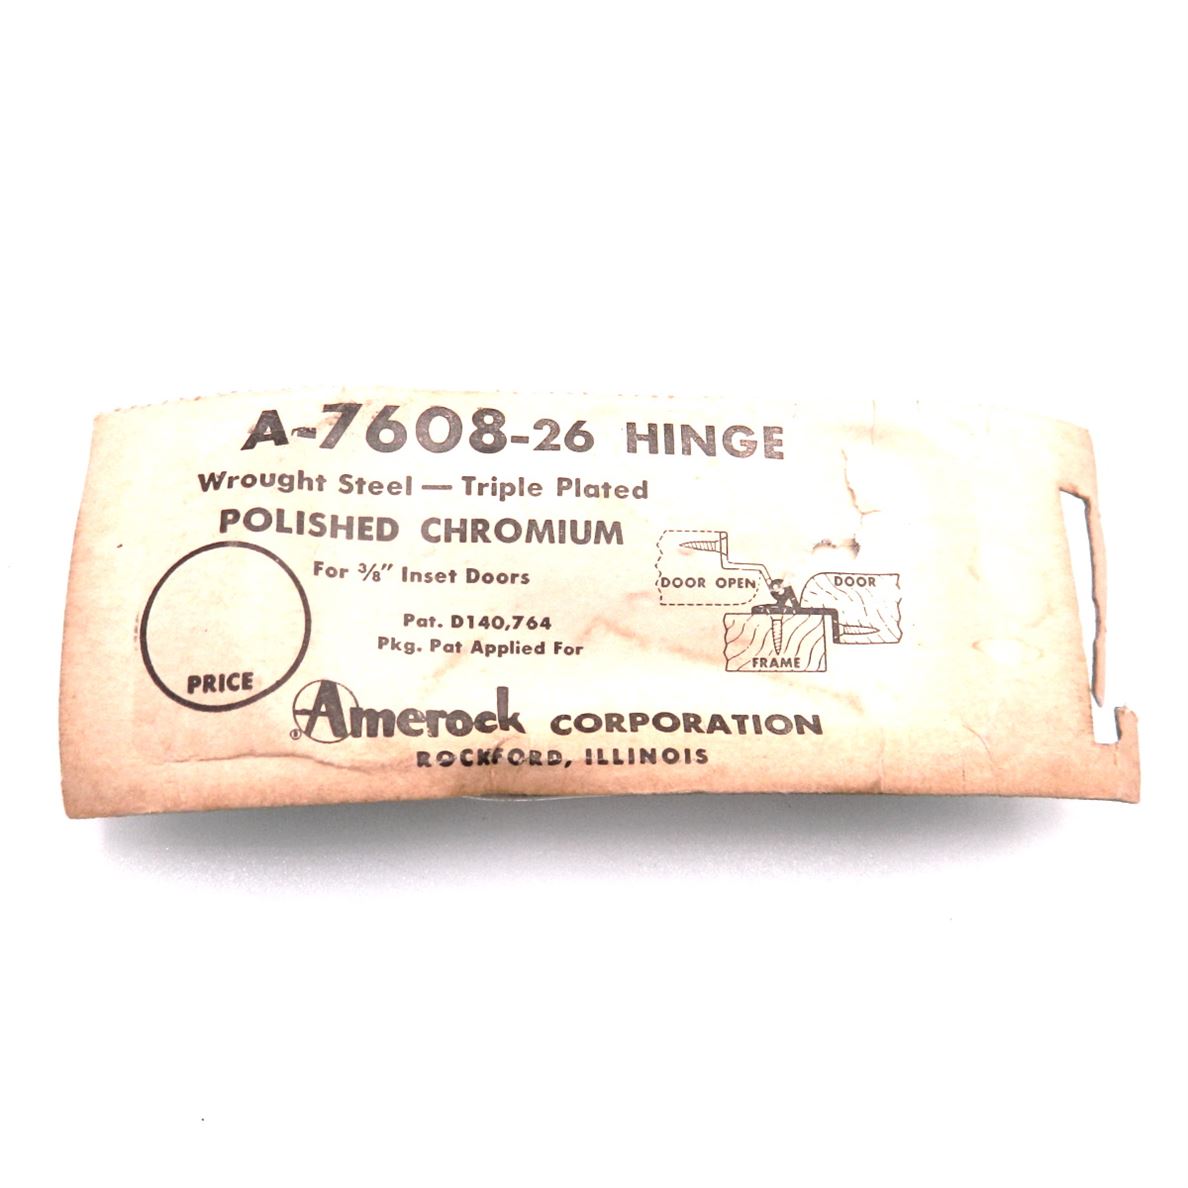 A-7608-26 HINGE
Wrought Steel — Triple Plated
POLISHED CHROMIUM
For 3/8" Inset Doors
Pat. D140,764
Pkg. Pat Applied For
PRICE
DOOR OPEN
DOOR
FRAME
®Amerock CORPORATION
ROCKFORD, ILLINOIS